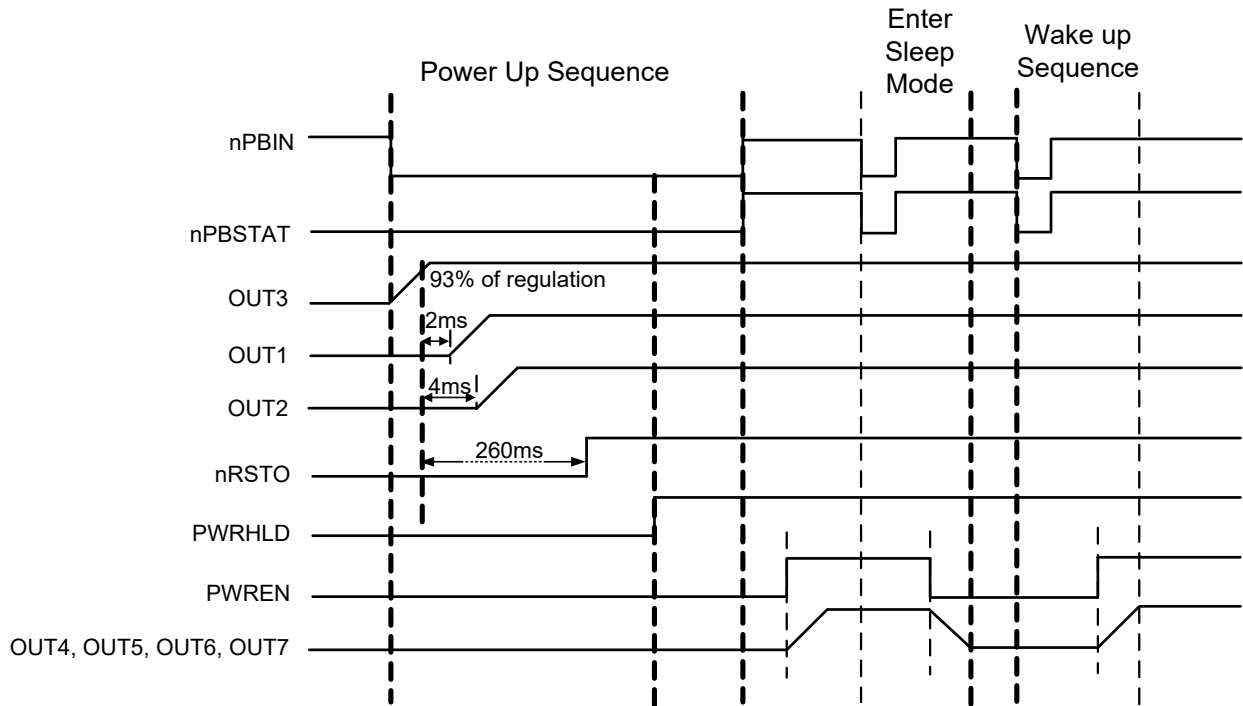 Power Up Sequence
Enter
Sleep
Mode
Wake up
Sequence
nPBIN
nPBSTAT
OUT3
93% of regulation
OUT1
2ms
OUT2
4ms
nRSTO
260ms
PWRHLD
PWREN
OUT4, OUT5, OUT6, OUT7